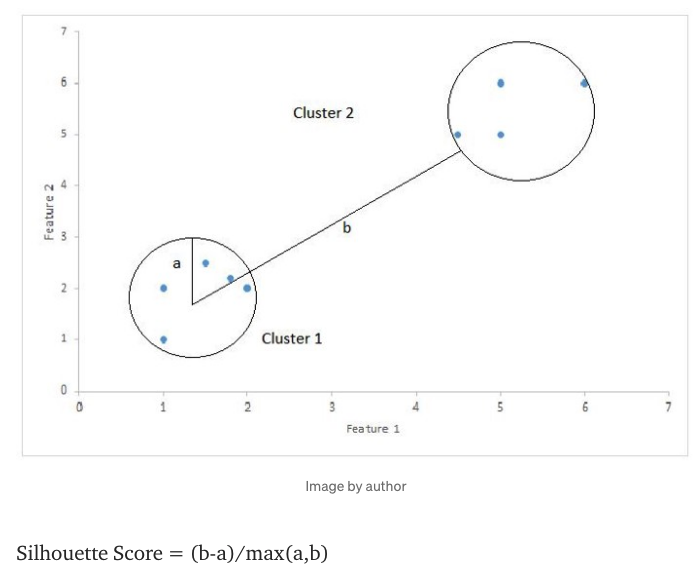 7
6
Cluster 2
5
4
Feature 2
b
3
a
2
Cluster 1
1
0
0 1 2 3 4 5 6 7
Feature 1
Image by author
Silhouette Score = (b-a)/max(a,b)